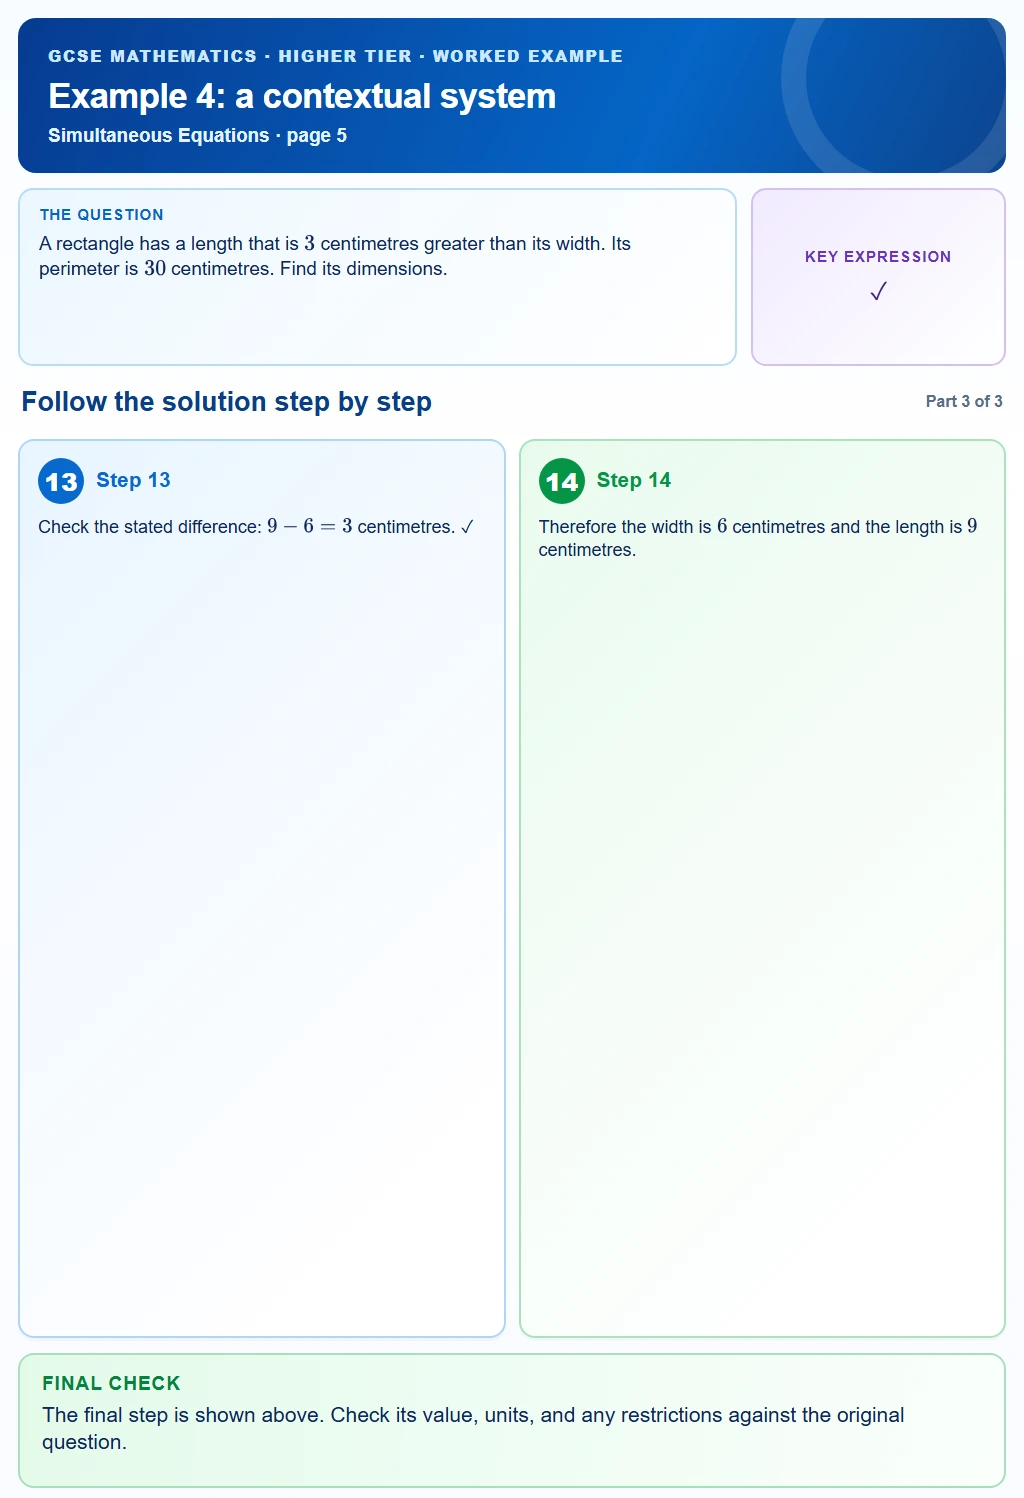 GCSE MATHEMATICS · HIGHER TIER · WORKED EXAMPLE
Example 4: a contextual system
Simultaneous Equations · page 5
THE QUESTION
A rectangle has a length that is 3 centimetres greater than its width. Its
perimeter is 30 centimetres. Find its dimensions.
KEY EXPRESSION
✓
Follow the solution step by step
Part 3 of 3
13 Step 13
Check the stated difference: 9 − 6 = 3 centimetres. ✓
14 Step 14
Therefore the width is 6 centimetres and the length is 9
centimetres.
FINAL CHECK
The final step is shown above. Check its value, units, and any restrictions against the original
question.